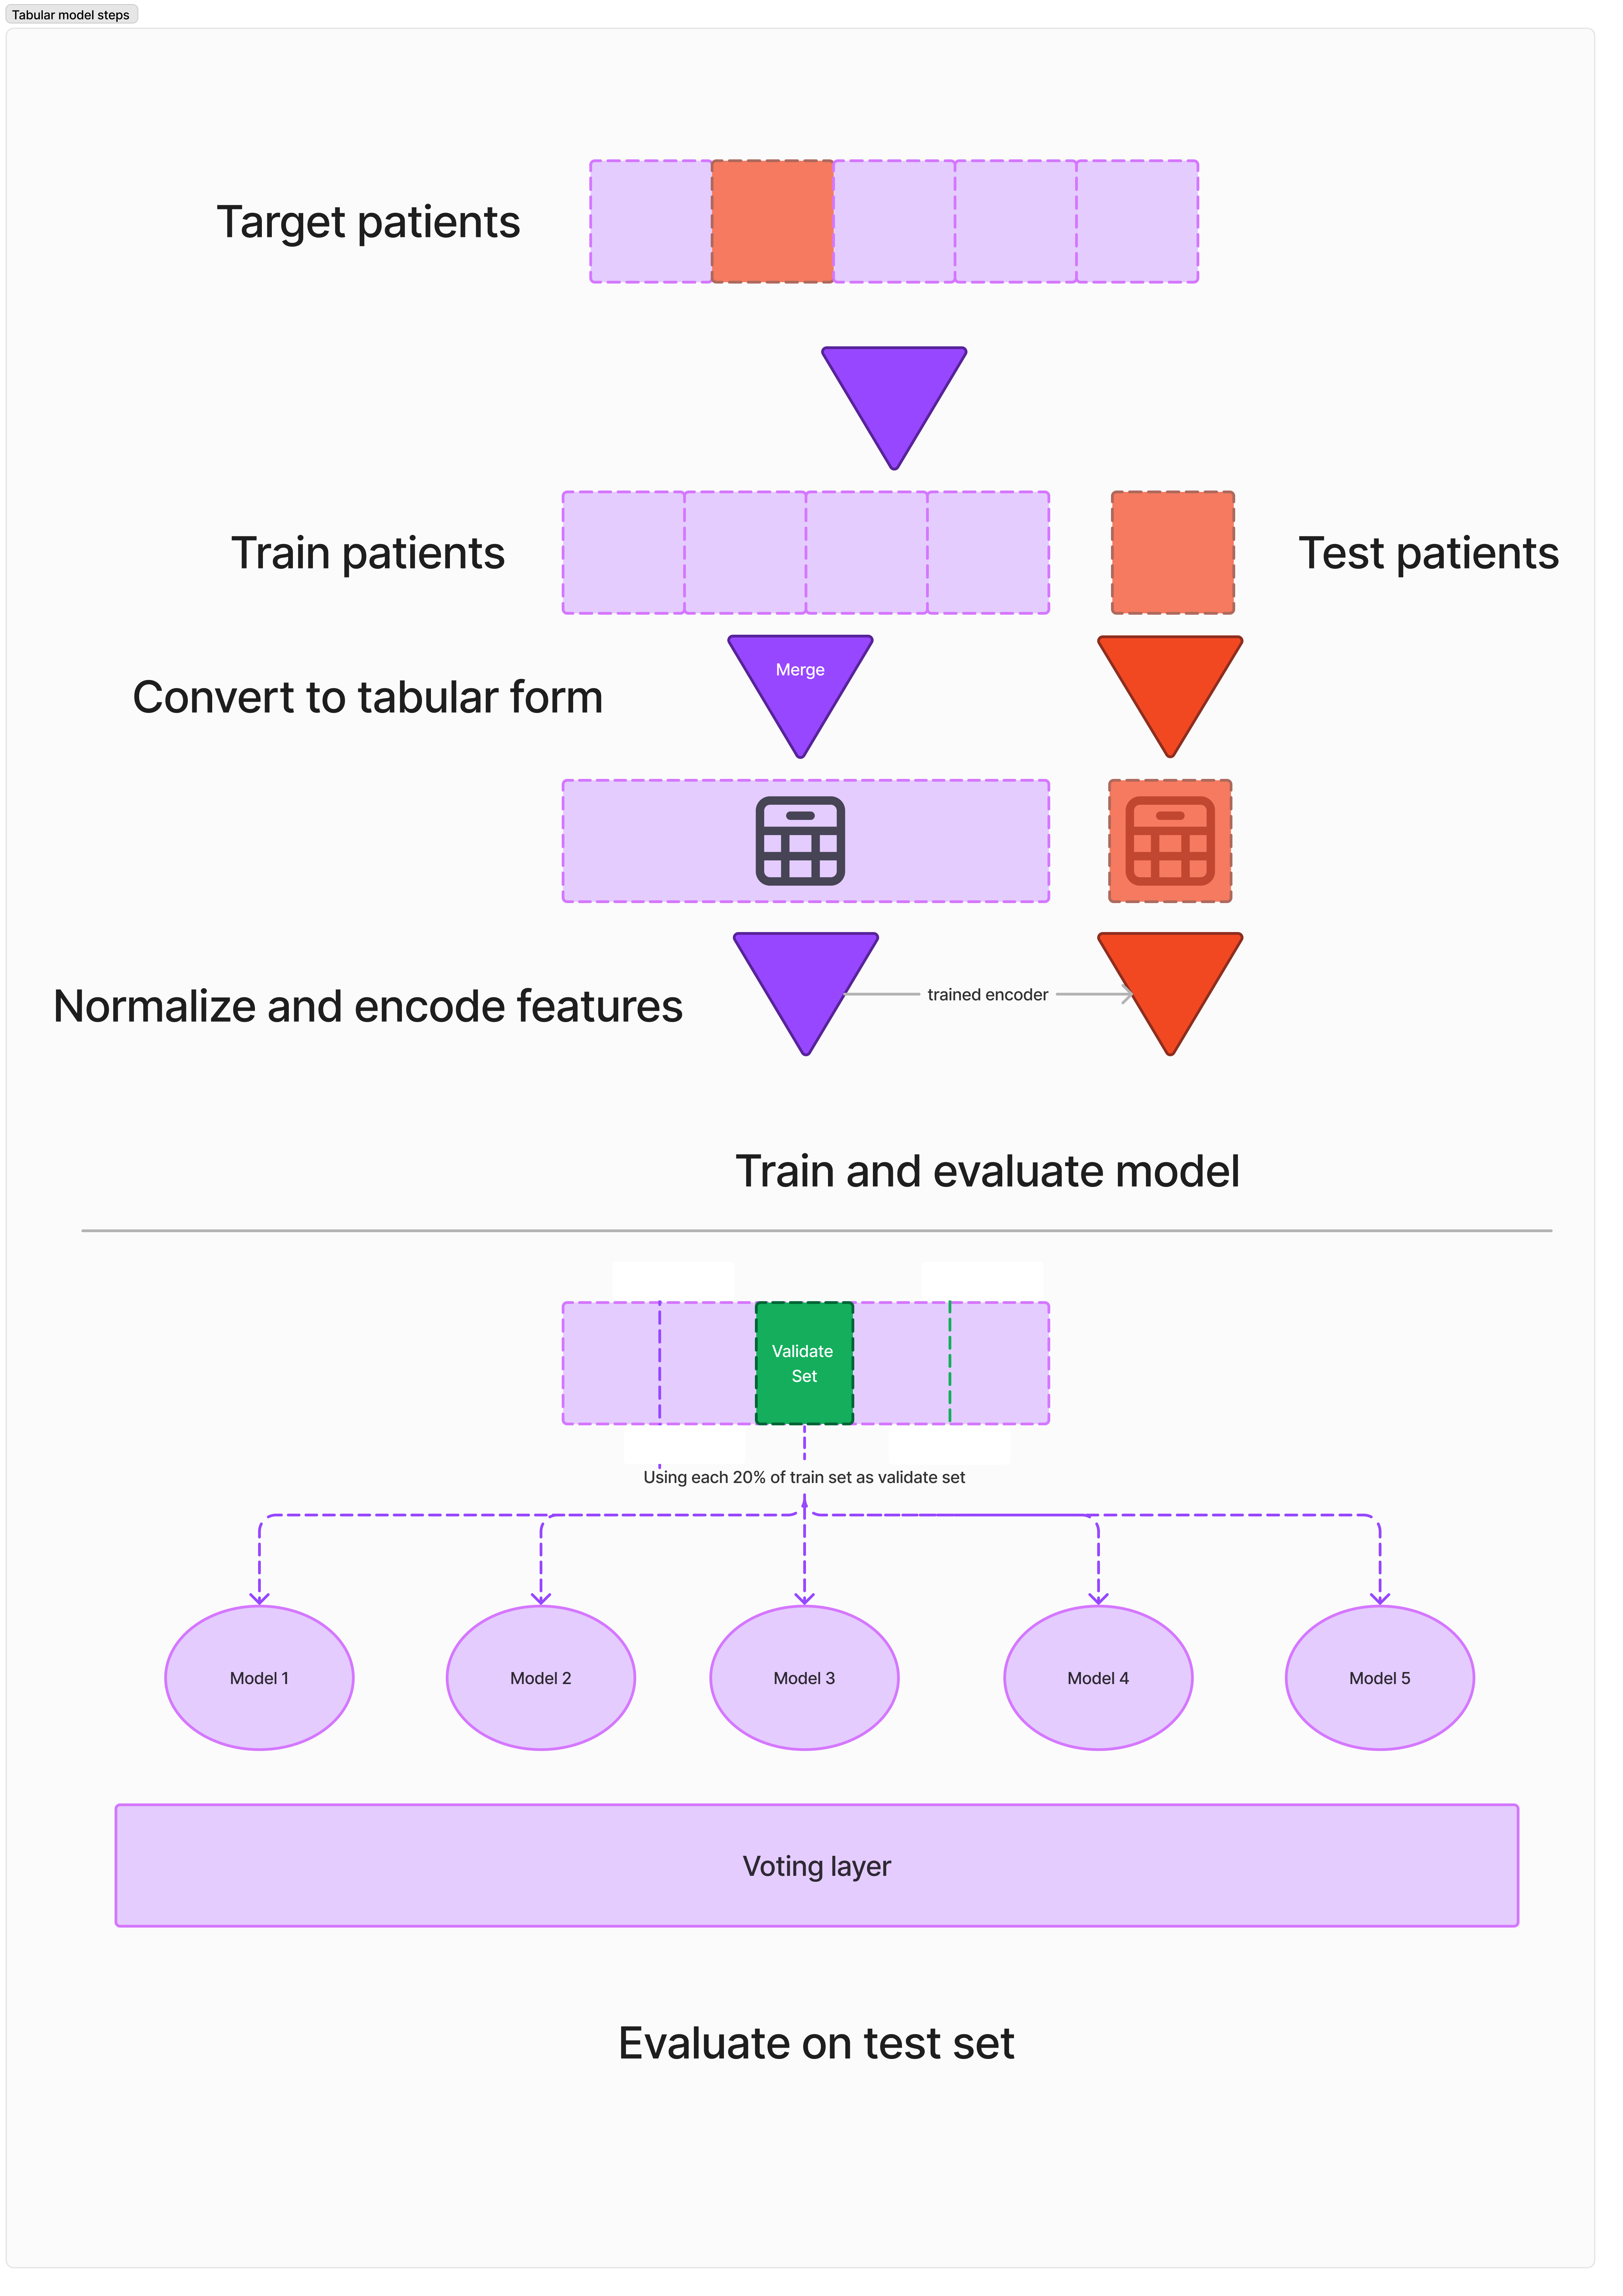 Tabular model steps
Target patients
Train patients
Test patients
Merge
Convert to tabular form
Normalize and encode features
trained encoder
Train and evaluate model
Validate
Set
Using each 20% of train set as validate set
Model 1
Model 2
Model 3
Model 4
Model 5
Voting layer
Evaluate on test set